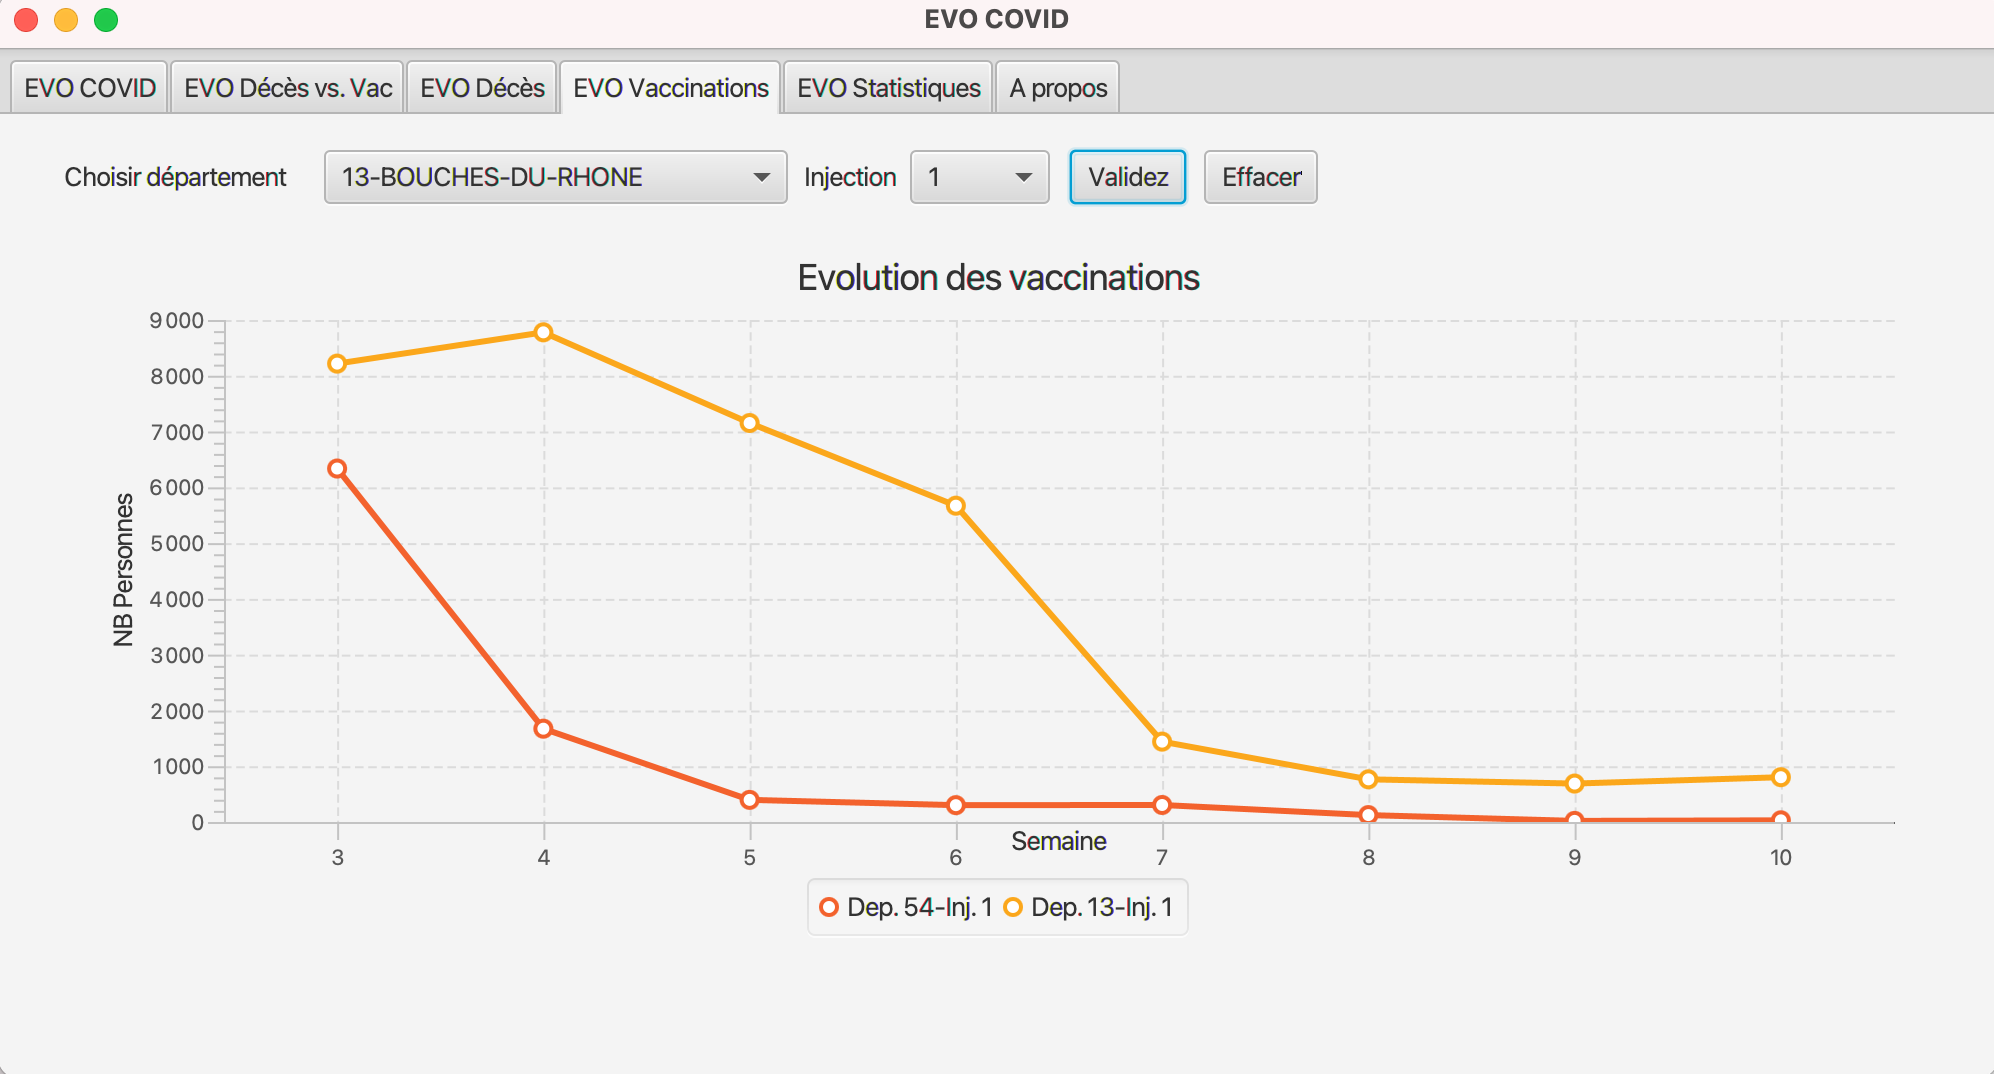 EVO COVID
EVO COVID EVO Décès vs. Vac EVO Décès EVO Vaccinations EVO Statistiques A propos
Choisir département 13-BOUCHES-DU-RHONE Injection 1 Validez Effacer
Evolution des vaccinations
9 000
8 000
7 000
6 000
5 000
4 000
3 000
2 000
1 000
0
NB Personnes
3 4 5 6 7 8 9 10
Semaine
Dep. 54-Inj. 1 Dep. 13-Inj. 1